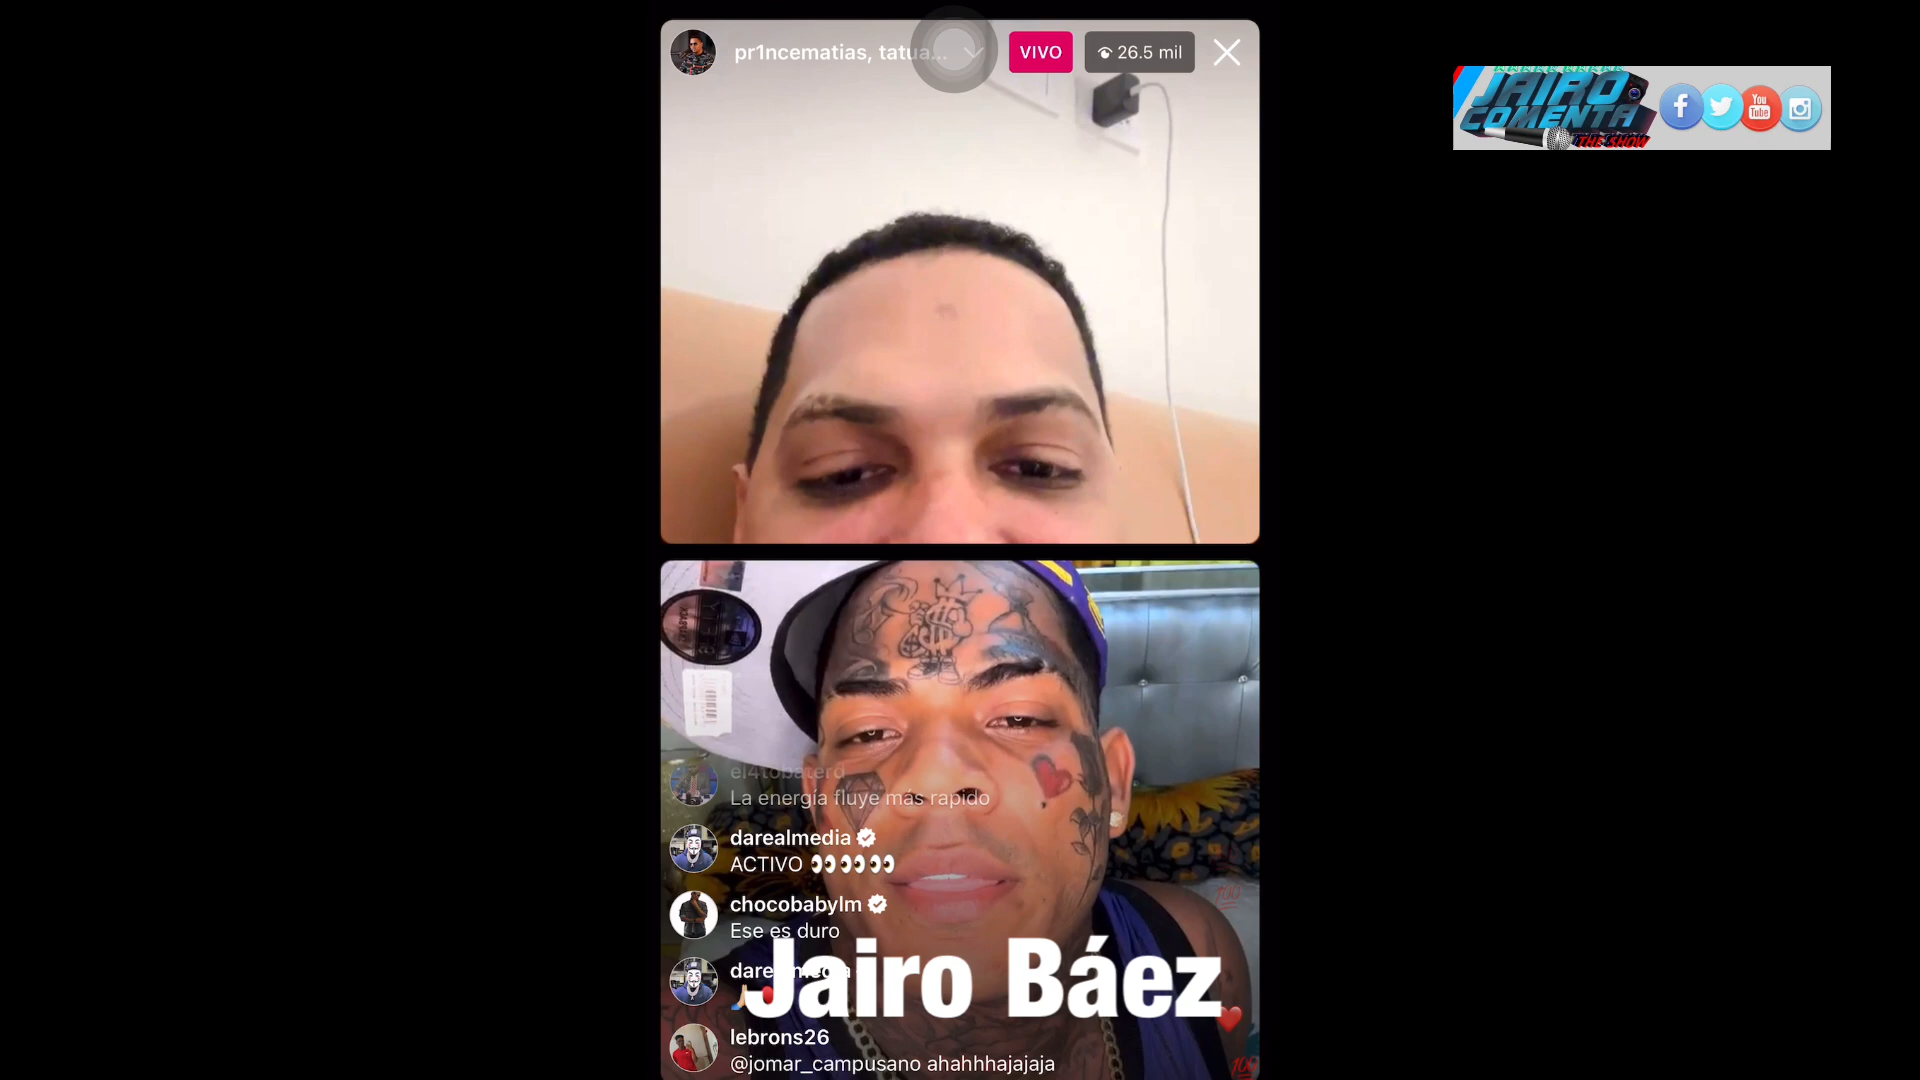 pr1ncematias, tatua...
VIVO
26.5 mil
JAIRO
COMENTA
THE SHOW
You
Tube
el4tobaterd
La energía fluye más rapido
darealmedia
ACTIVO 👀👀👀
chocobabylm
Ese es duro
Jairo Báez
lebrons26
@jomar_campusano ahahhhajajaja